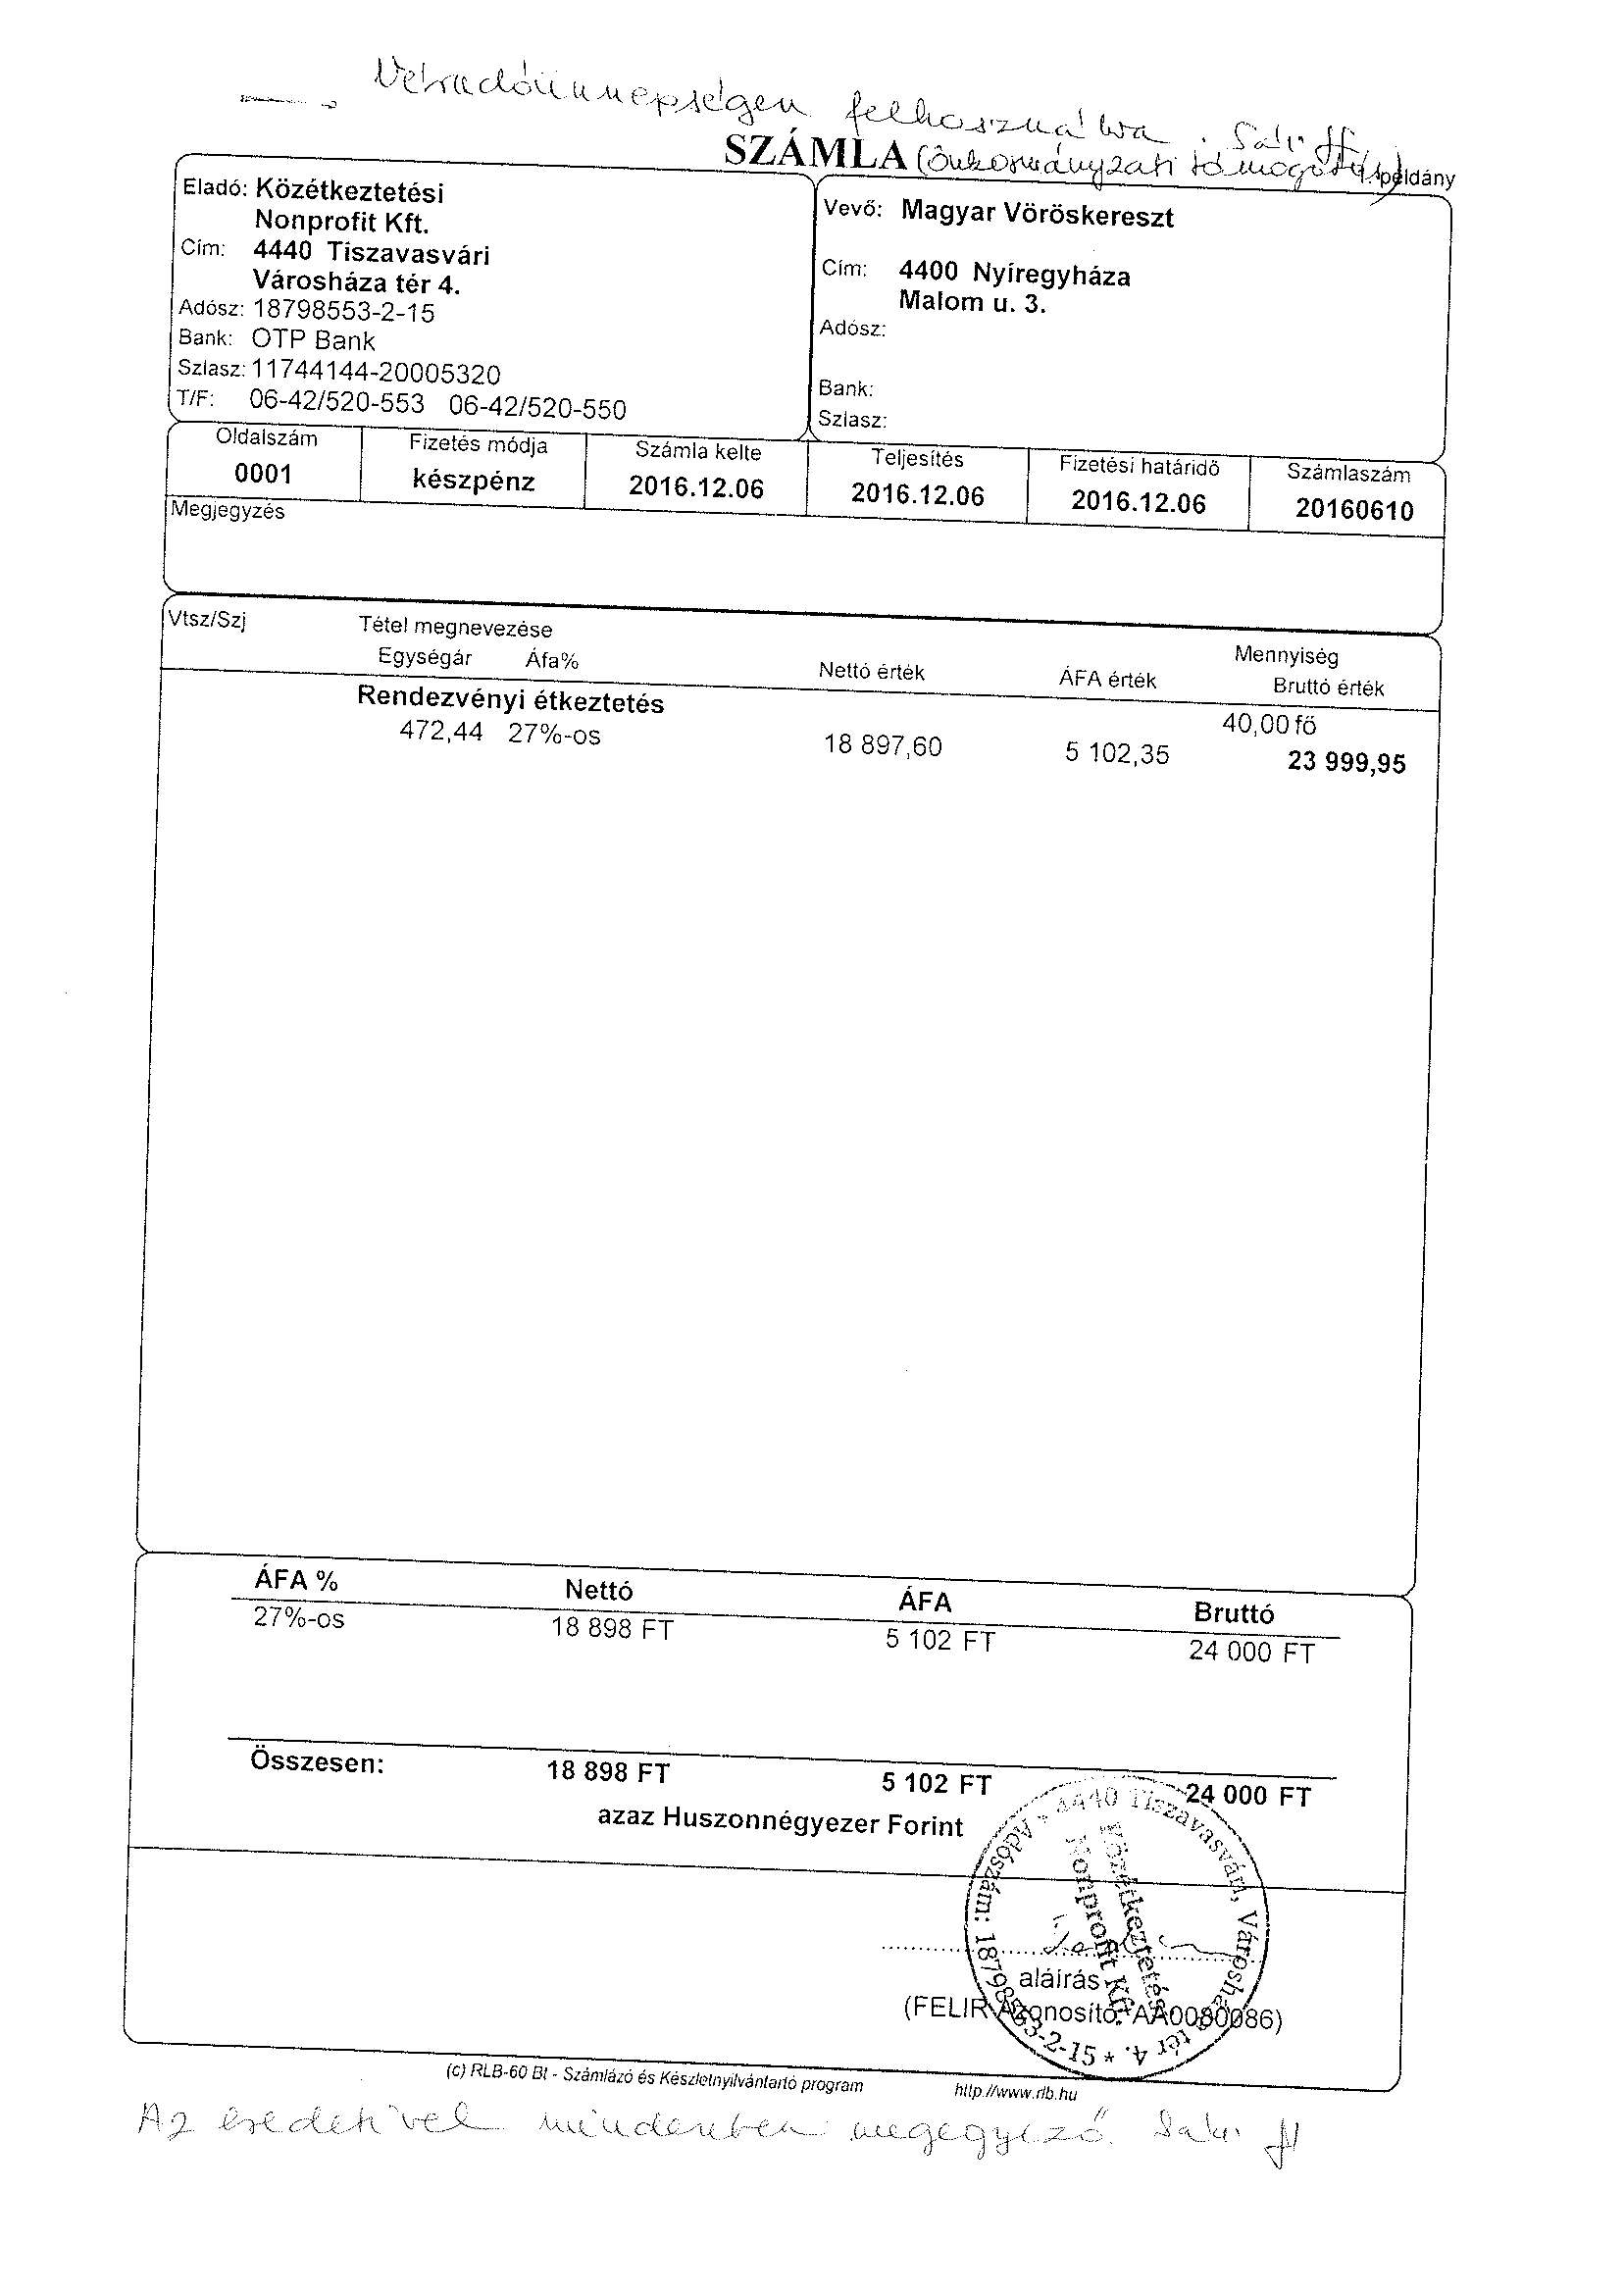 Véradóünnepségen felhasználva.
SZÁMLA (Önkormányzati támogatás)
1. példány
Eladó: Közétkeztetési
Nonprofit Kft.
Cím: 4440 Tiszavasvári
Városháza tér 4.
Adósz: 18798553-2-15
Bank: OTP Bank
Szlasz: 11744144-20005320
T/F: 06-42/520-553 06-42/520-550
Vevő: Magyar Vöröskereszt
Cím: 4400 Nyíregyháza
Malom u. 3.
Adósz:
Bank:
Szlasz:
Oldalszám Fizetés módja Számla kelte Teljesítés Fizetési határidő Számlaszám
0001 készpénz 2016.12.06 2016.12.06 2016.12.06 20160610
Megjegyzés
Vtsz/Szj Tétel megnevezése Mennyiség
Egységár Áfa% Nettó érték ÁFA érték Bruttó érték
Rendezvényi étkeztetés 40,00 fő
472,44 27%-os 18 897,60 5 102,35 23 999,95
ÁFA % Nettó ÁFA Bruttó
27%-os 18 898 FT 5 102 FT 24 000 FT
Összesen: 18 898 FT 5 102 FT 24 000 FT
azaz Huszonnégyezer Forint
4440 Tiszavasvári, Városháza tér 4. * Adószám: 18798553-2-15 *
Közétkeztetési
Nonprofit Kft.
aláírás
(FELIR Azonosító: AA0080086)
(c) RLB-60 Bt - Számlázó és Készletnyilvántartó program http://www.rlb.hu
Az eredetivel mindenben megegyező.